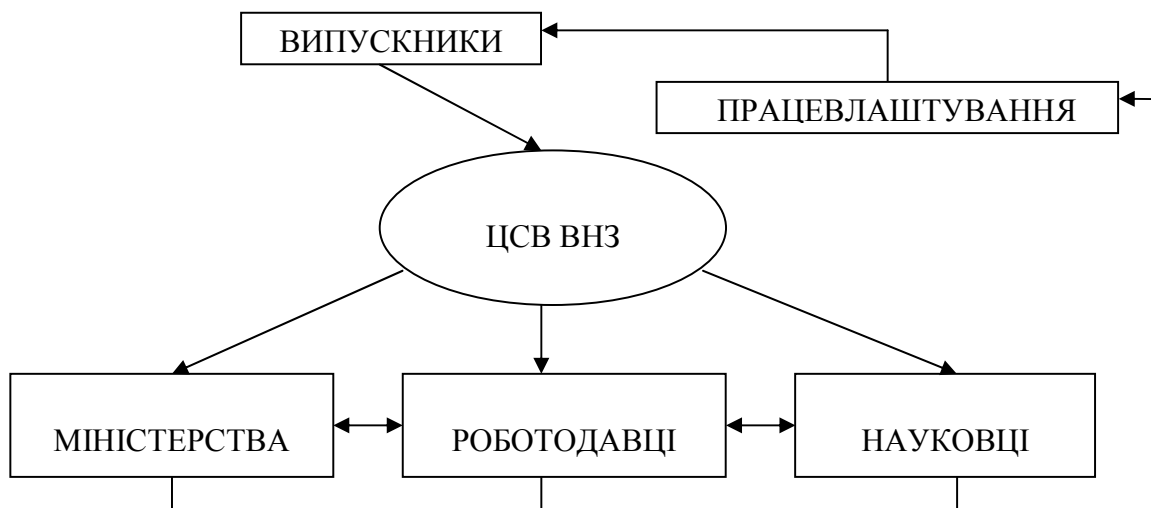 ВИПУСКНИКИ
ПРАЦЕВЛАШТУВАННЯ
ЦСВ ВНЗ
МІНІСТЕРСТВА
РОБОТОДАВЦІ
НАУКОВЦІ